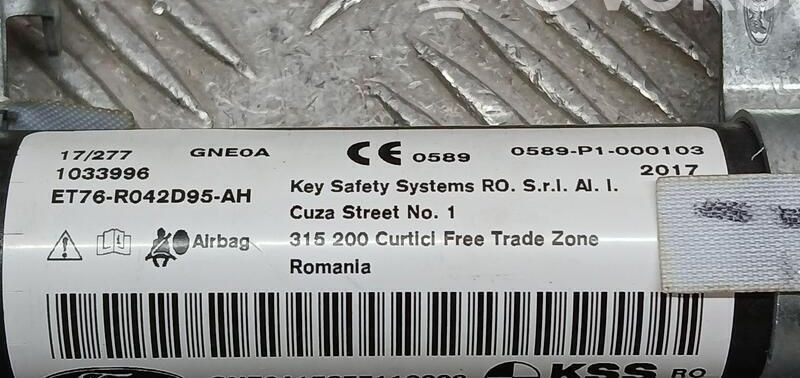 17/277 GNE0A CE 0589 0589-P1-000103
1033996 2017
ET76-R042D95-AH Key Safety Systems RO. S.r.l. Al. I.
Cuza Street No. 1
Airbag 315 200 Curtici Free Trade Zone
Romania
KSS RO